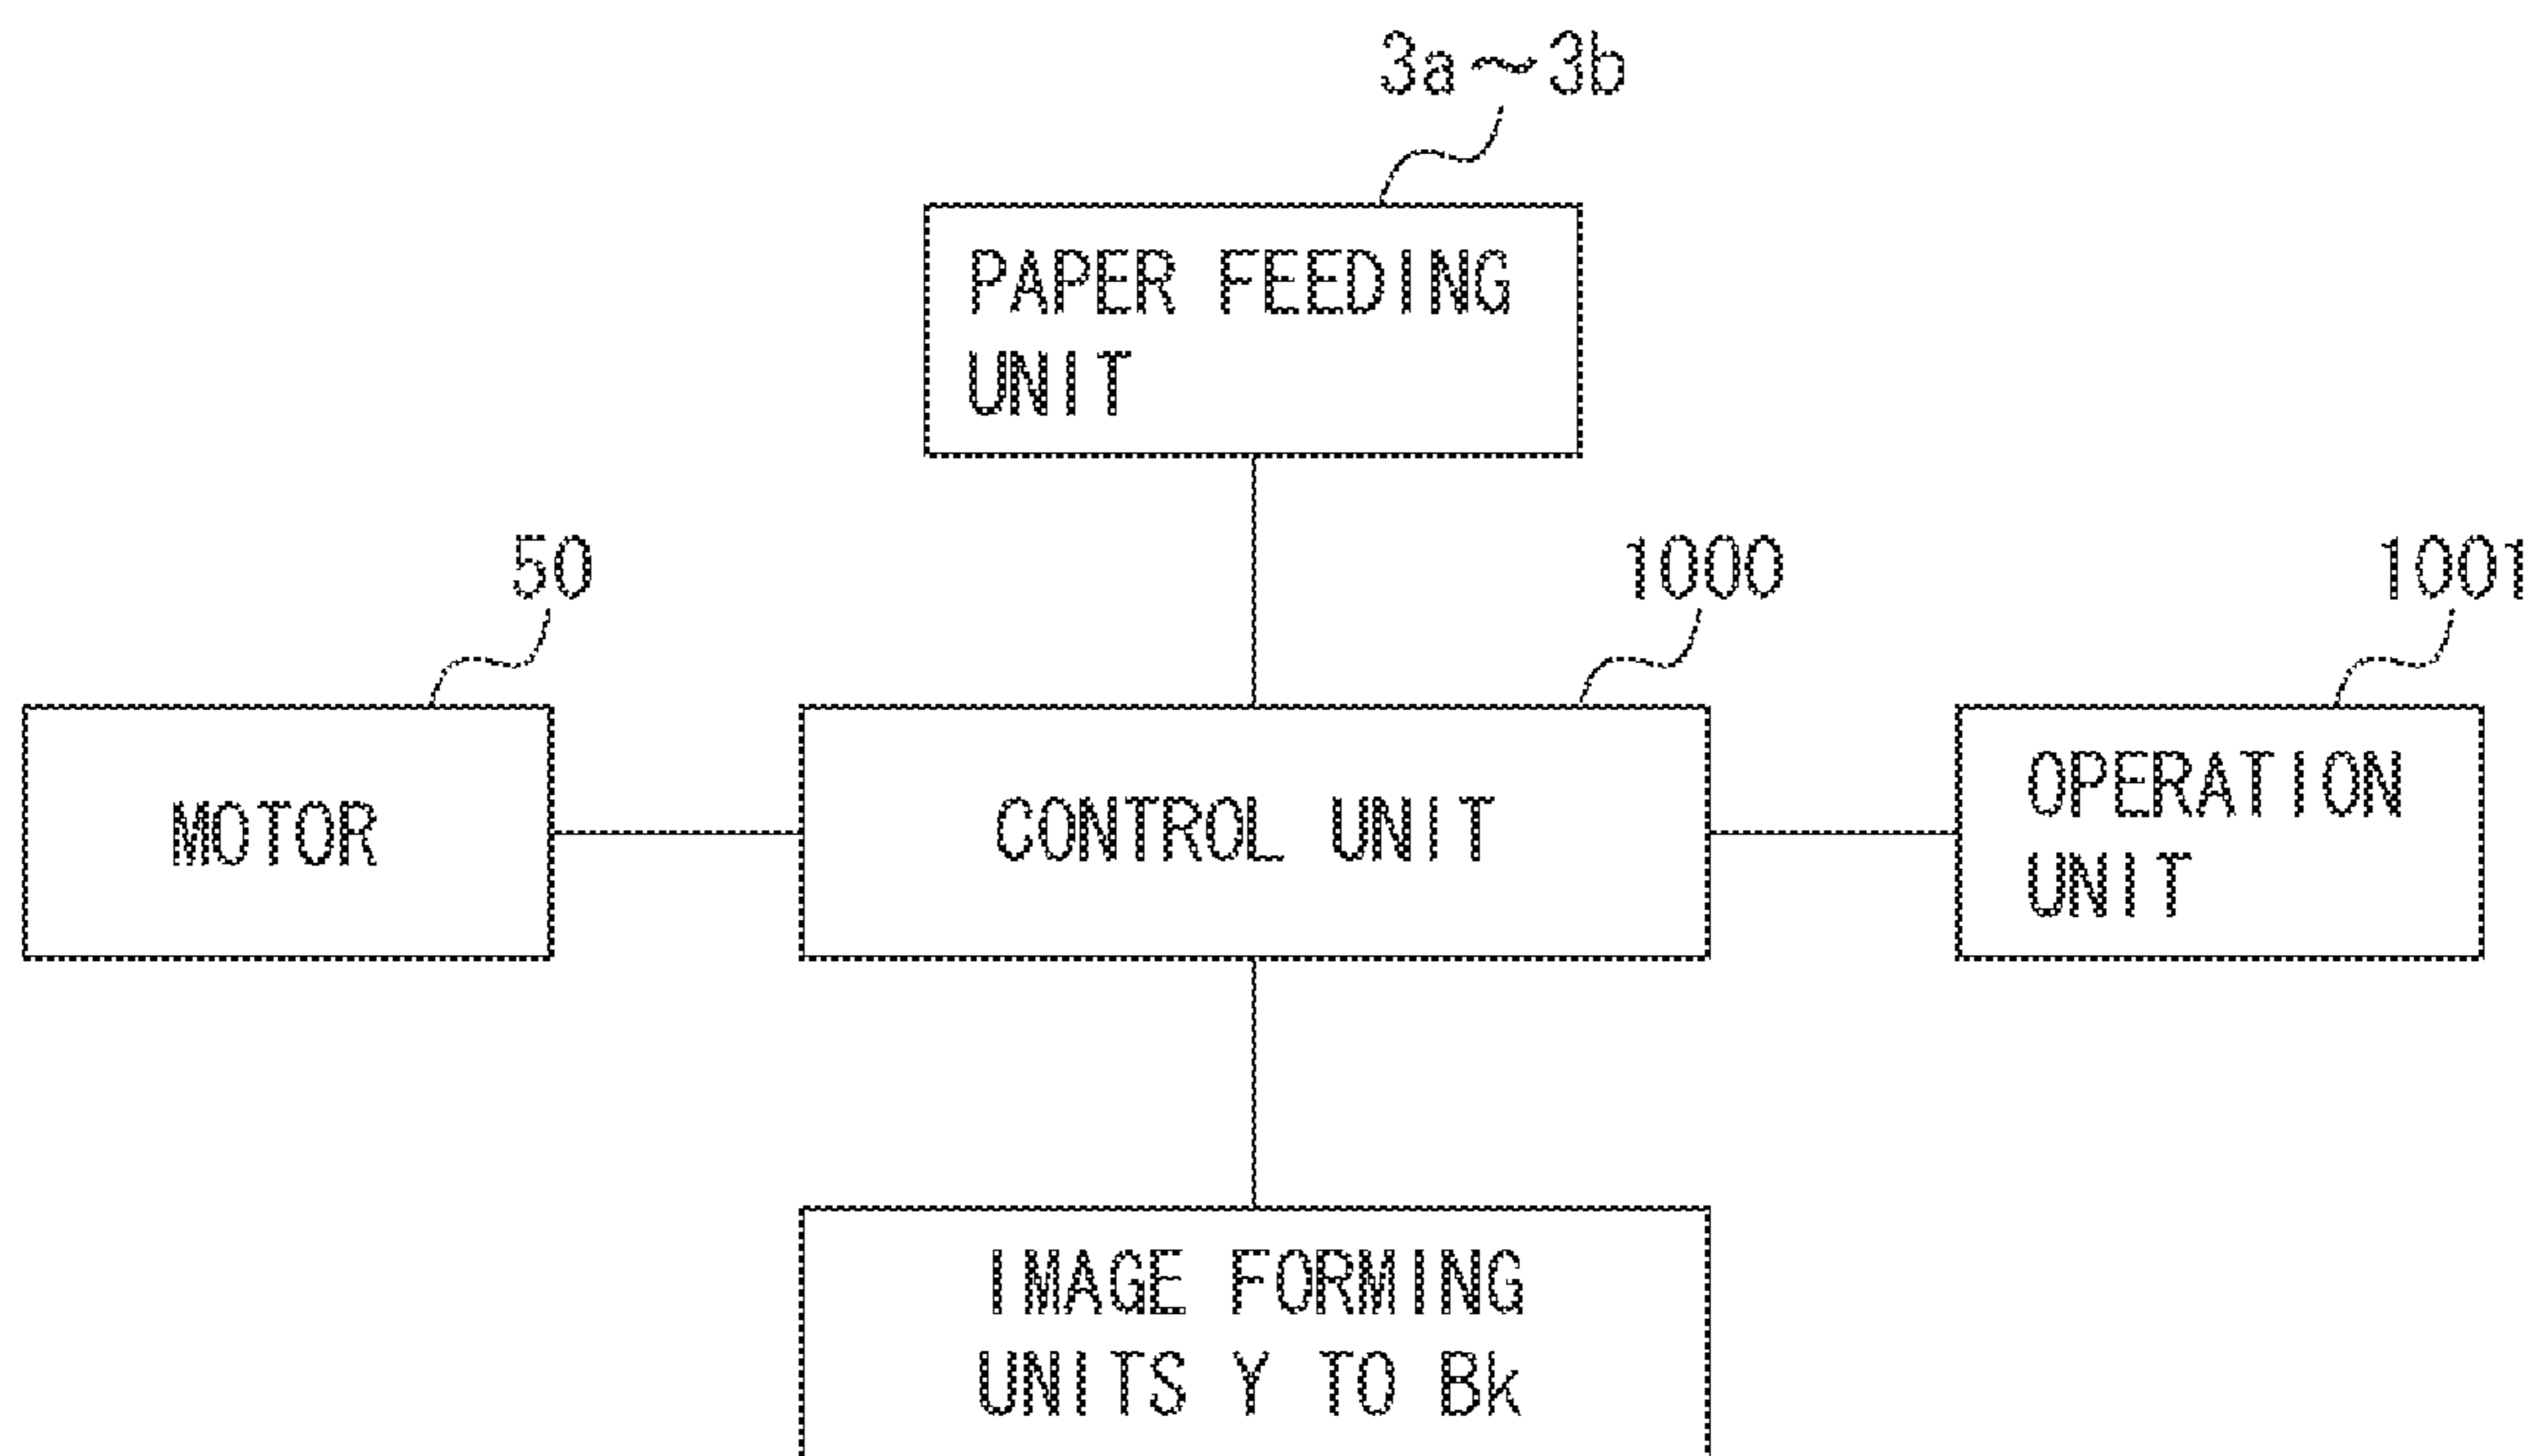 3a～3b
PAPER FEEDING
UNIT
50
1000
1001
MOTOR
CONTROL UNIT
OPERATION
UNIT
IMAGE FORMING
UNITS Y TO Bk